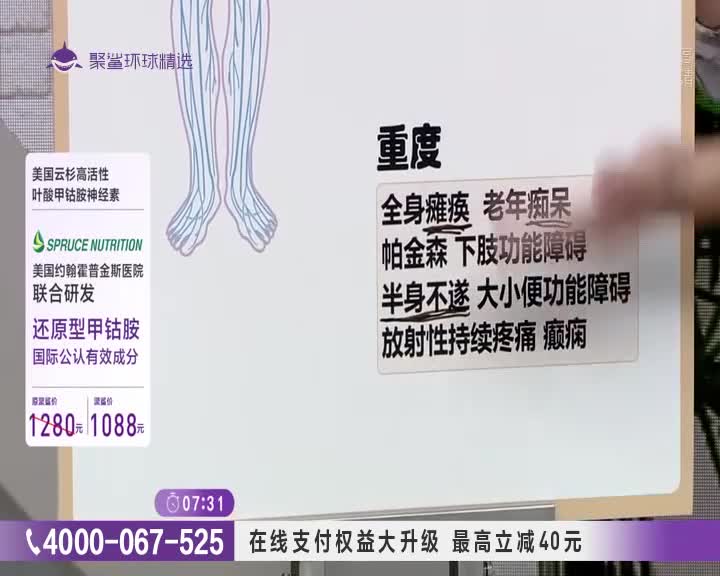 聚鲨环球精选
重度
全身瘫痪 老年痴呆
帕金森 下肢功能障碍
半身不遂 大小便功能障碍
放射性持续疼痛 癫痫
美国云杉高活性
叶酸甲钴胺神经素
SPRUCE NUTRITION
美国约翰霍普金斯医院
联合研发
还原型甲钴胺
国际公认有效成分
原聚鲨价 聚鲨价
1280元 1088元
07:31
4000-067-525 在线支付权益大升级 最高立减40元